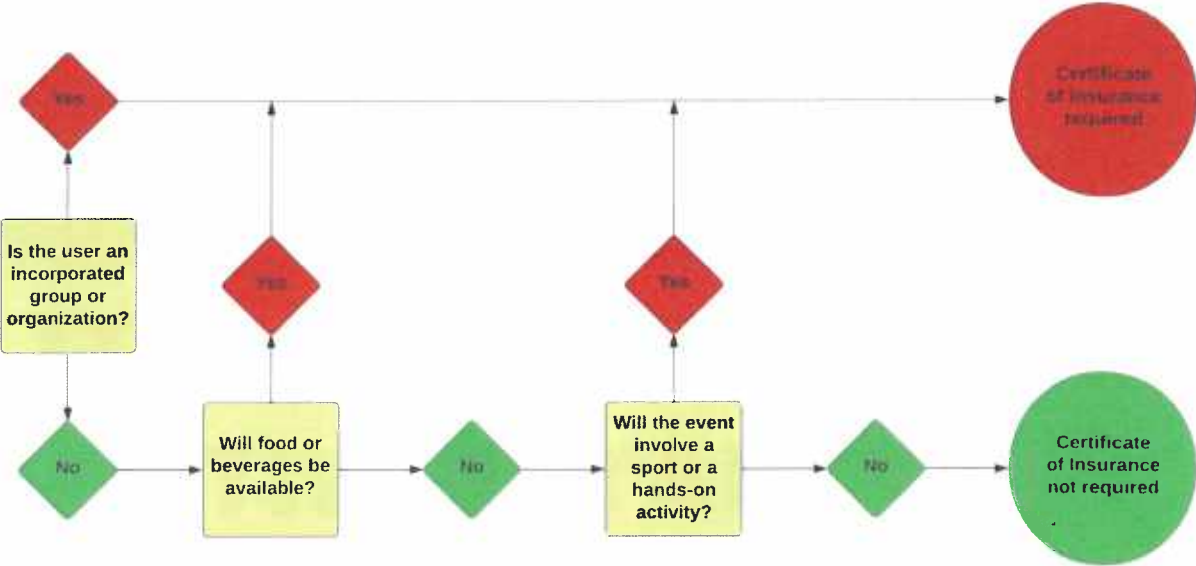 Yes
Certificate
of Insurance
required
Is the user an
incorporated
group or
organization?
Yes
Yes
No
Will food or
beverages be
available?
No
Will the event
involve a
sport or a
hands-on
activity?
No
Certificate
of Insurance
not required